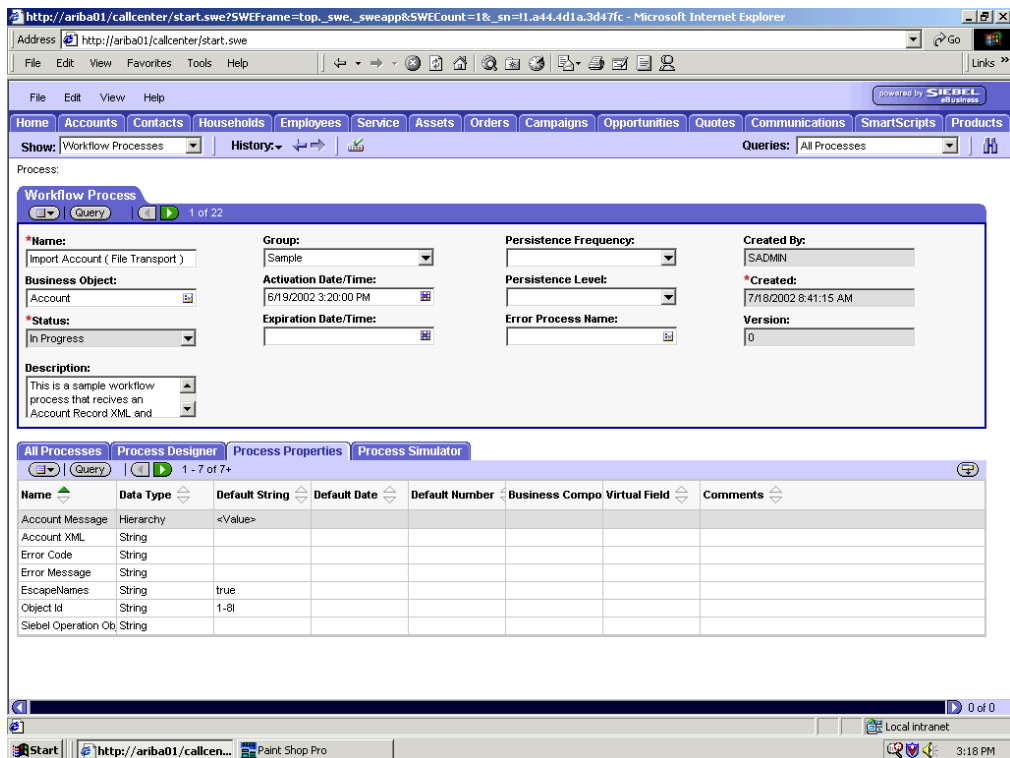 http://ariba01/callcenter/start.swe?SWEFrame=top._swe._sweapp&SWECount=1&_sn=!1.a44.4d1a.3d47fc - Microsoft Internet Explorer
Address http://ariba01/callcenter/start.swe Go
File Edit View Favorites Tools Help Links »
File Edit View Help powered by SIEBEL eBusiness
Home Accounts Contacts Households Employees Service Assets Orders Campaigns Opportunities Quotes Communications SmartScripts Products
Show: Workflow Processes History: Queries: All Processes
Process:
Workflow Process
Query 1 of 22
*Name: Group: Persistence Frequency: Created By:
Import Account ( File Transport ) Sample SADMIN
Business Object: Activation Date/Time: Persistence Level: *Created:
Account 6/19/2002 3:20:00 PM 7/18/2002 8:41:15 AM
*Status: Expiration Date/Time: Error Process Name: Version:
In Progress 0
Description:
This is a sample workflow
process that recives an
Account Record XML and
All Processes Process Designer Process Properties Process Simulator
Query 1 - 7 of 7+
Name Data Type Default String Default Date Default Number Business Compo Virtual Field Comments
Account Message Hierarchy <Value>
Account XML String
Error Code String
Error Message String
EscapeNames String true
Object Id String 1-8I
Siebel Operation Ob String
0 of 0
Local intranet
Start http://ariba01/callcen... Paint Shop Pro 3:18 PM